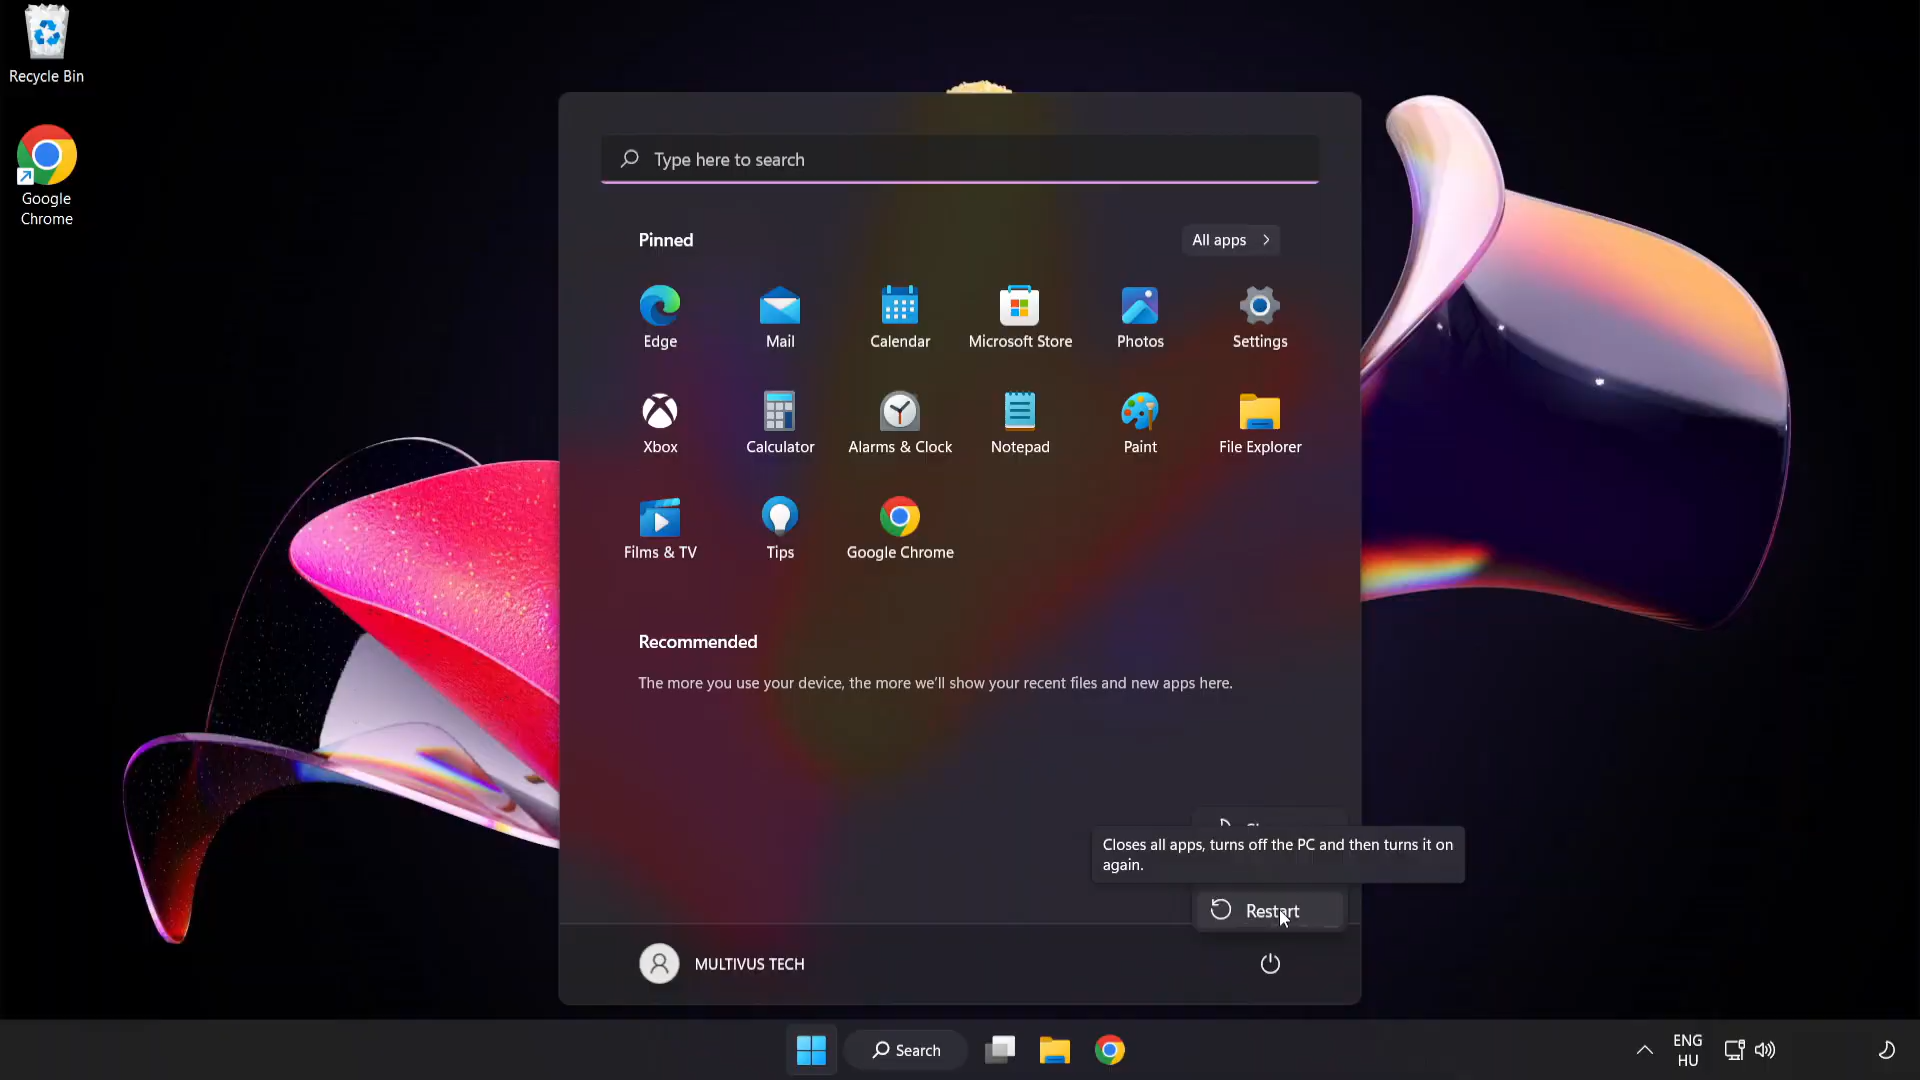 Recycle Bin
Google
Chrome
Type here to search
Pinned
All apps
Edge
Mail
Calendar
Microsoft Store
Photos
Settings
Xbox
Calculator
Alarms & Clock
Notepad
Paint
File Explorer
Films & TV
Tips
Google Chrome
Recommended
The more you use your device, the more we'll show your recent files and new apps here.
Closes all apps, turns off the PC and then turns it on
again.
Restart
MULTIVUS TECH
Search
ENG
HU